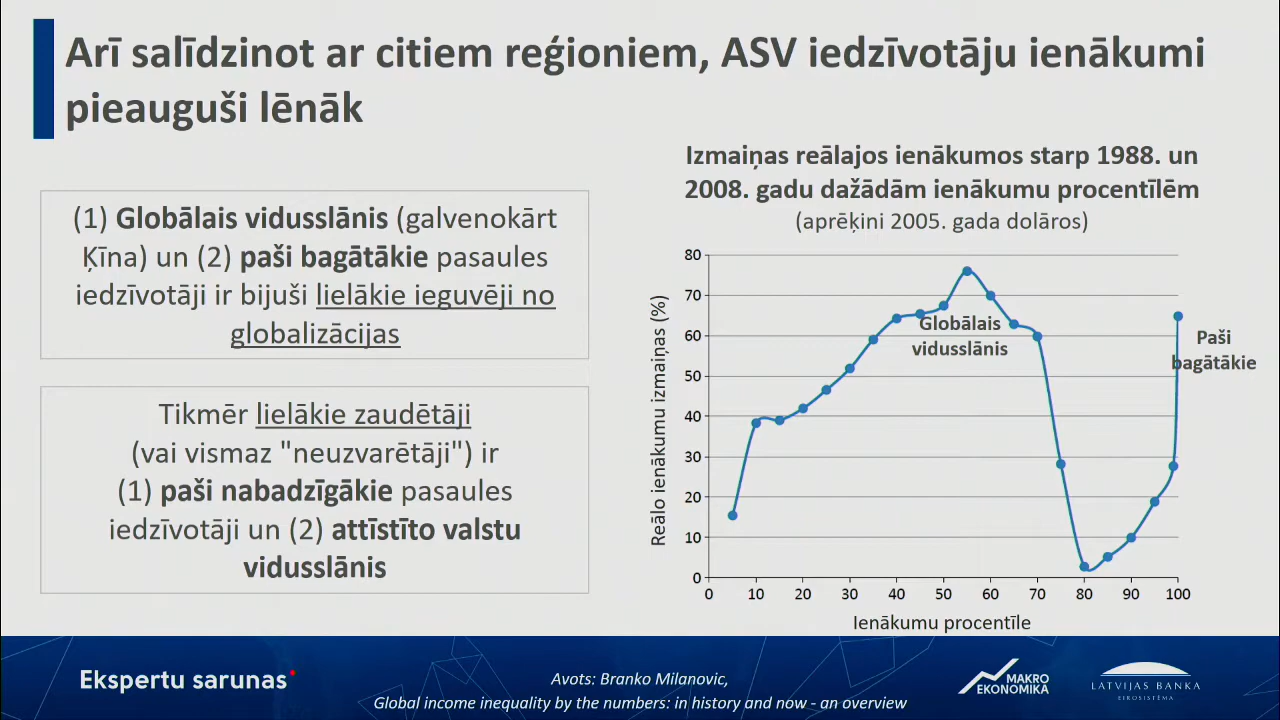 Arī salīdzinot ar citiem reģioniem, ASV iedzīvotāju ienākumi
pieauguši lēnāk
(1) Globālais vidusslānis (galvenokārt
Ķīna) un (2) paši bagātākie pasaules
iedzīvotāji ir bijuši lielākie ieguvēji no
globalizācijas
Tikmēr lielākie zaudētāji
(vai vismaz "neuzvarētāji") ir
(1) paši nabadzīgākie pasaules
iedzīvotāji un (2) attīstīto valstu
vidusslānis
Izmaiņas reālajos ienākumos starp 1988. un
2008. gadu dažādām ienākumu procentīlēm
(aprēķini 2005. gada dolāros)
Reālo ienākumu izmaiņas (%)
80
70
60
50
40
30
20
10
0
Globālais
vidusslānis
Paši
bagātākie
0 10 20 30 40 50 60 70 80 90 100
Ienākumu procentīle
Ekspertu sarunas
Avots: Branko Milanovic,
Global income inequality by the numbers: in history and now - an overview
MAKRO
EKONOMIKA
LATVIJAS BANKA
EIROSISTĒMA